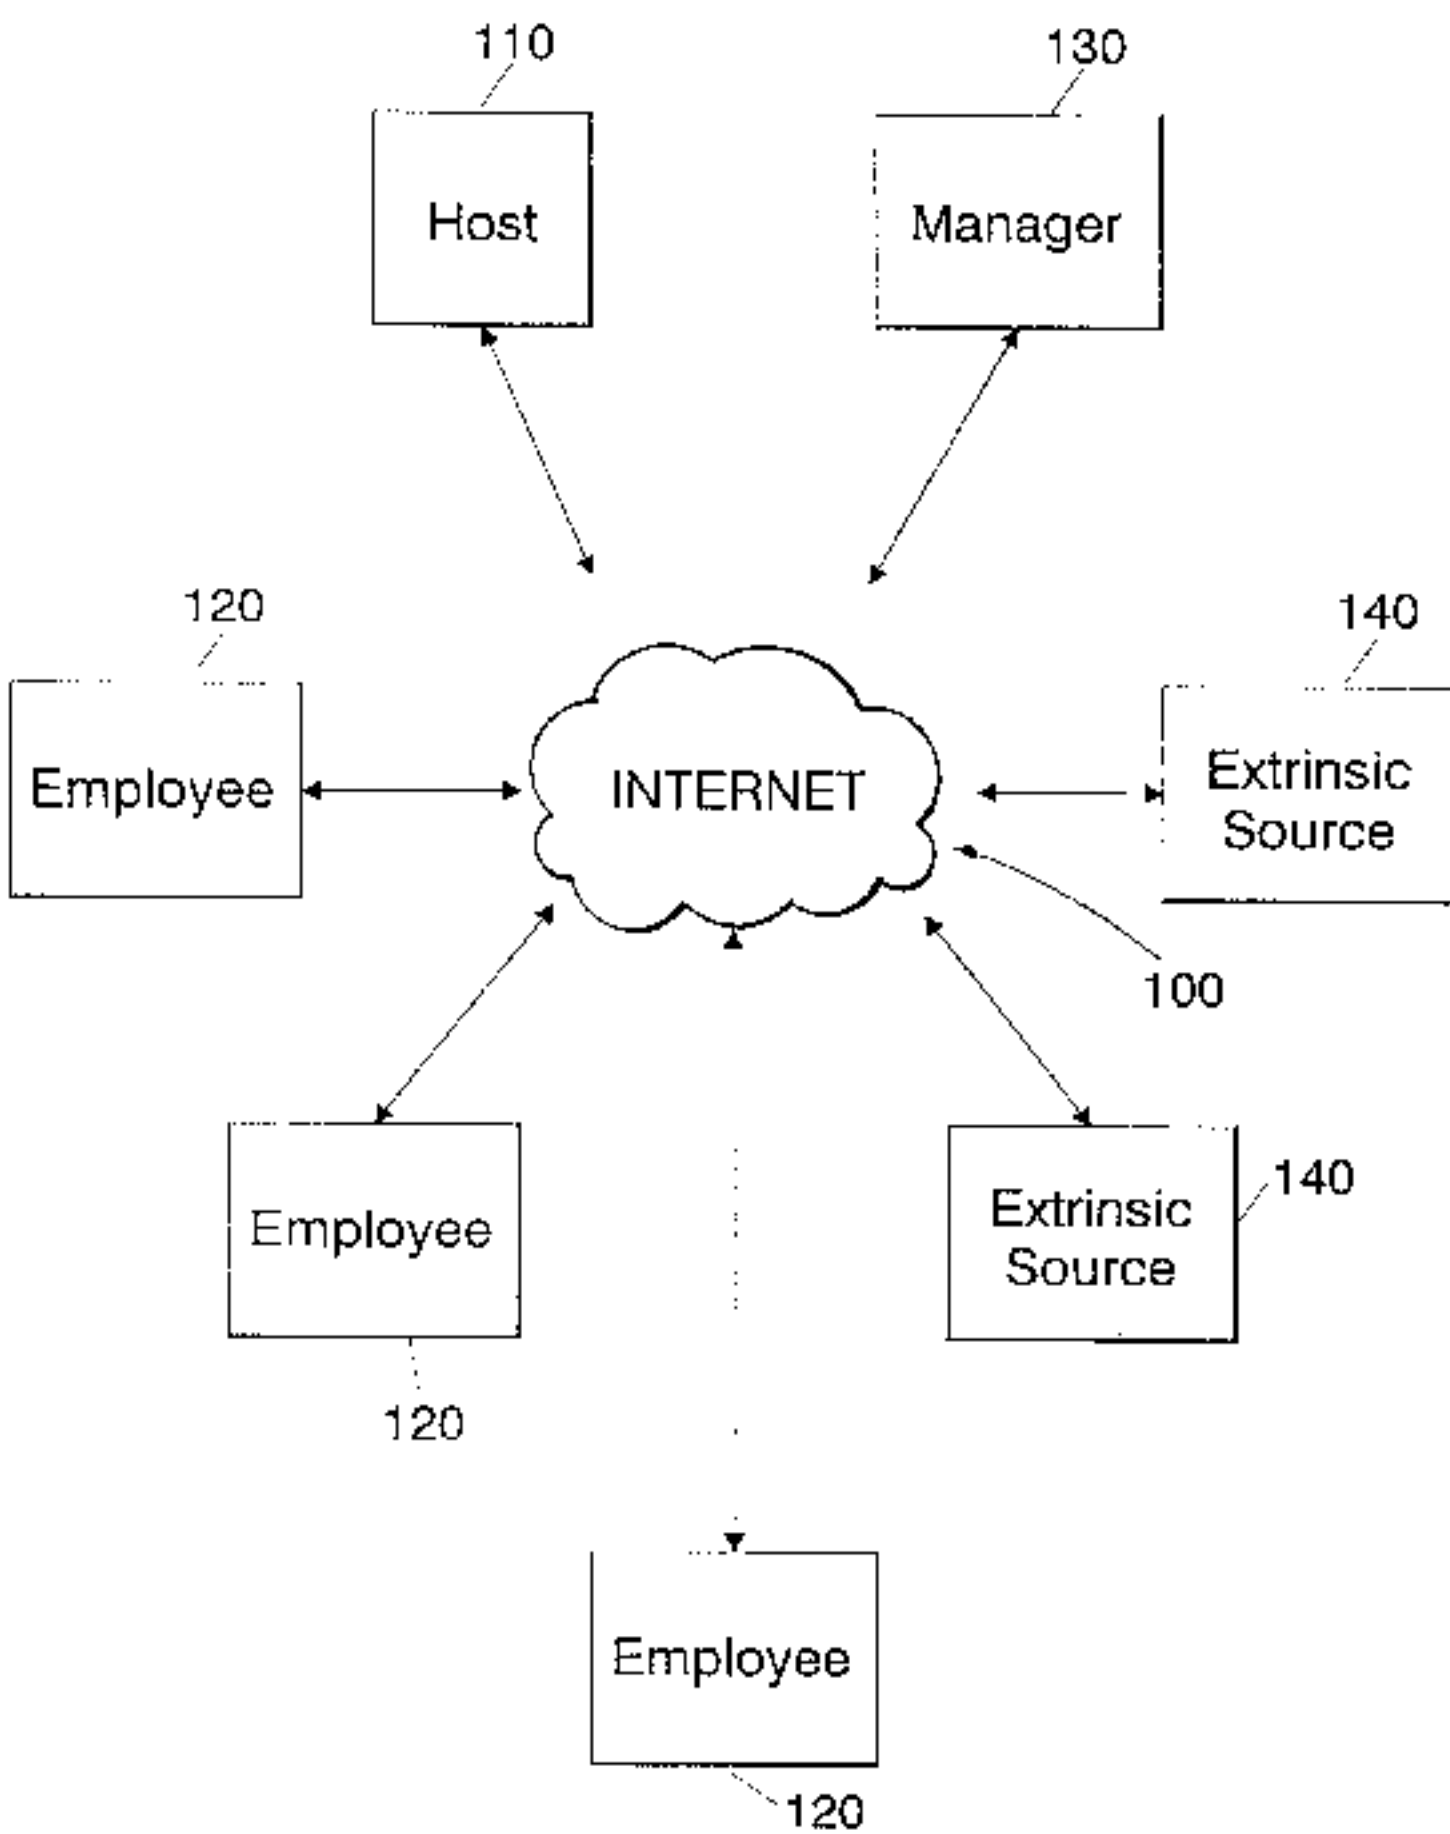 110
130
Host
Manager
120
140
Employee
INTERNET
Extrinsic
Source
100
Employee
Extrinsic
Source
140
120
Employee
120